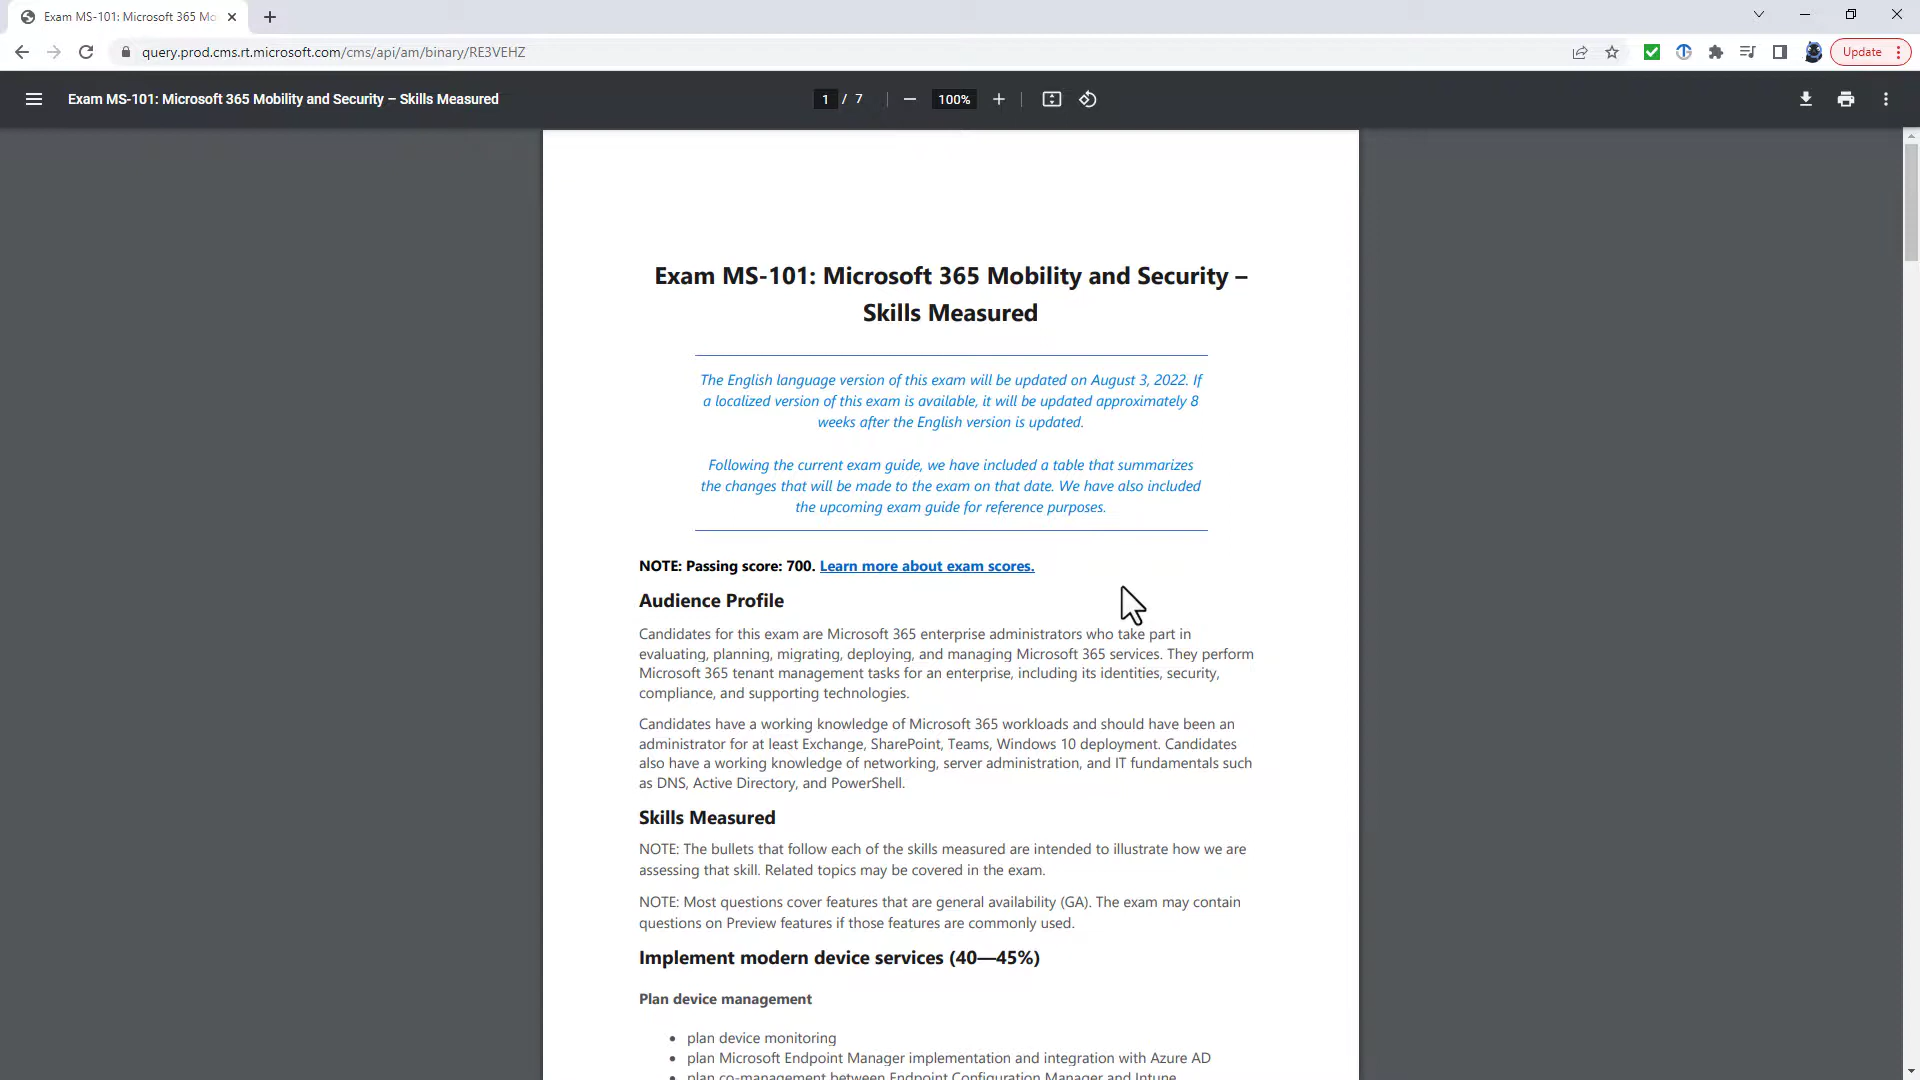 Exam MS-101: Microsoft 365 Mo
query.prod.cms.rt.microsoft.com/cms/api/am/binary/RE3VEHZ
Update
Exam MS-101: Microsoft 365 Mobility and Security – Skills Measured
1 / 7
100%
Exam MS-101: Microsoft 365 Mobility and Security –
Skills Measured
The English language version of this exam will be updated on August 3, 2022. If
a localized version of this exam is available, it will be updated approximately 8
weeks after the English version is updated.
Following the current exam guide, we have included a table that summarizes
the changes that will be made to the exam on that date. We have also included
the upcoming exam guide for reference purposes.
NOTE: Passing score: 700. Learn more about exam scores.
Audience Profile
Candidates for this exam are Microsoft 365 enterprise administrators who take part in
evaluating, planning, migrating, deploying, and managing Microsoft 365 services. They perform
Microsoft 365 tenant management tasks for an enterprise, including its identities, security,
compliance, and supporting technologies.
Candidates have a working knowledge of Microsoft 365 workloads and should have been an
administrator for at least Exchange, SharePoint, Teams, Windows 10 deployment. Candidates
also have a working knowledge of networking, server administration, and IT fundamentals such
as DNS, Active Directory, and PowerShell.
Skills Measured
NOTE: The bullets that follow each of the skills measured are intended to illustrate how we are
assessing that skill. Related topics may be covered in the exam.
NOTE: Most questions cover features that are general availability (GA). The exam may contain
questions on Preview features if those features are commonly used.
Implement modern device services (40—45%)
Plan device management
• plan device monitoring
• plan Microsoft Endpoint Manager implementation and integration with Azure AD
• plan co-management between Endpoint Configuration Manager and Intune